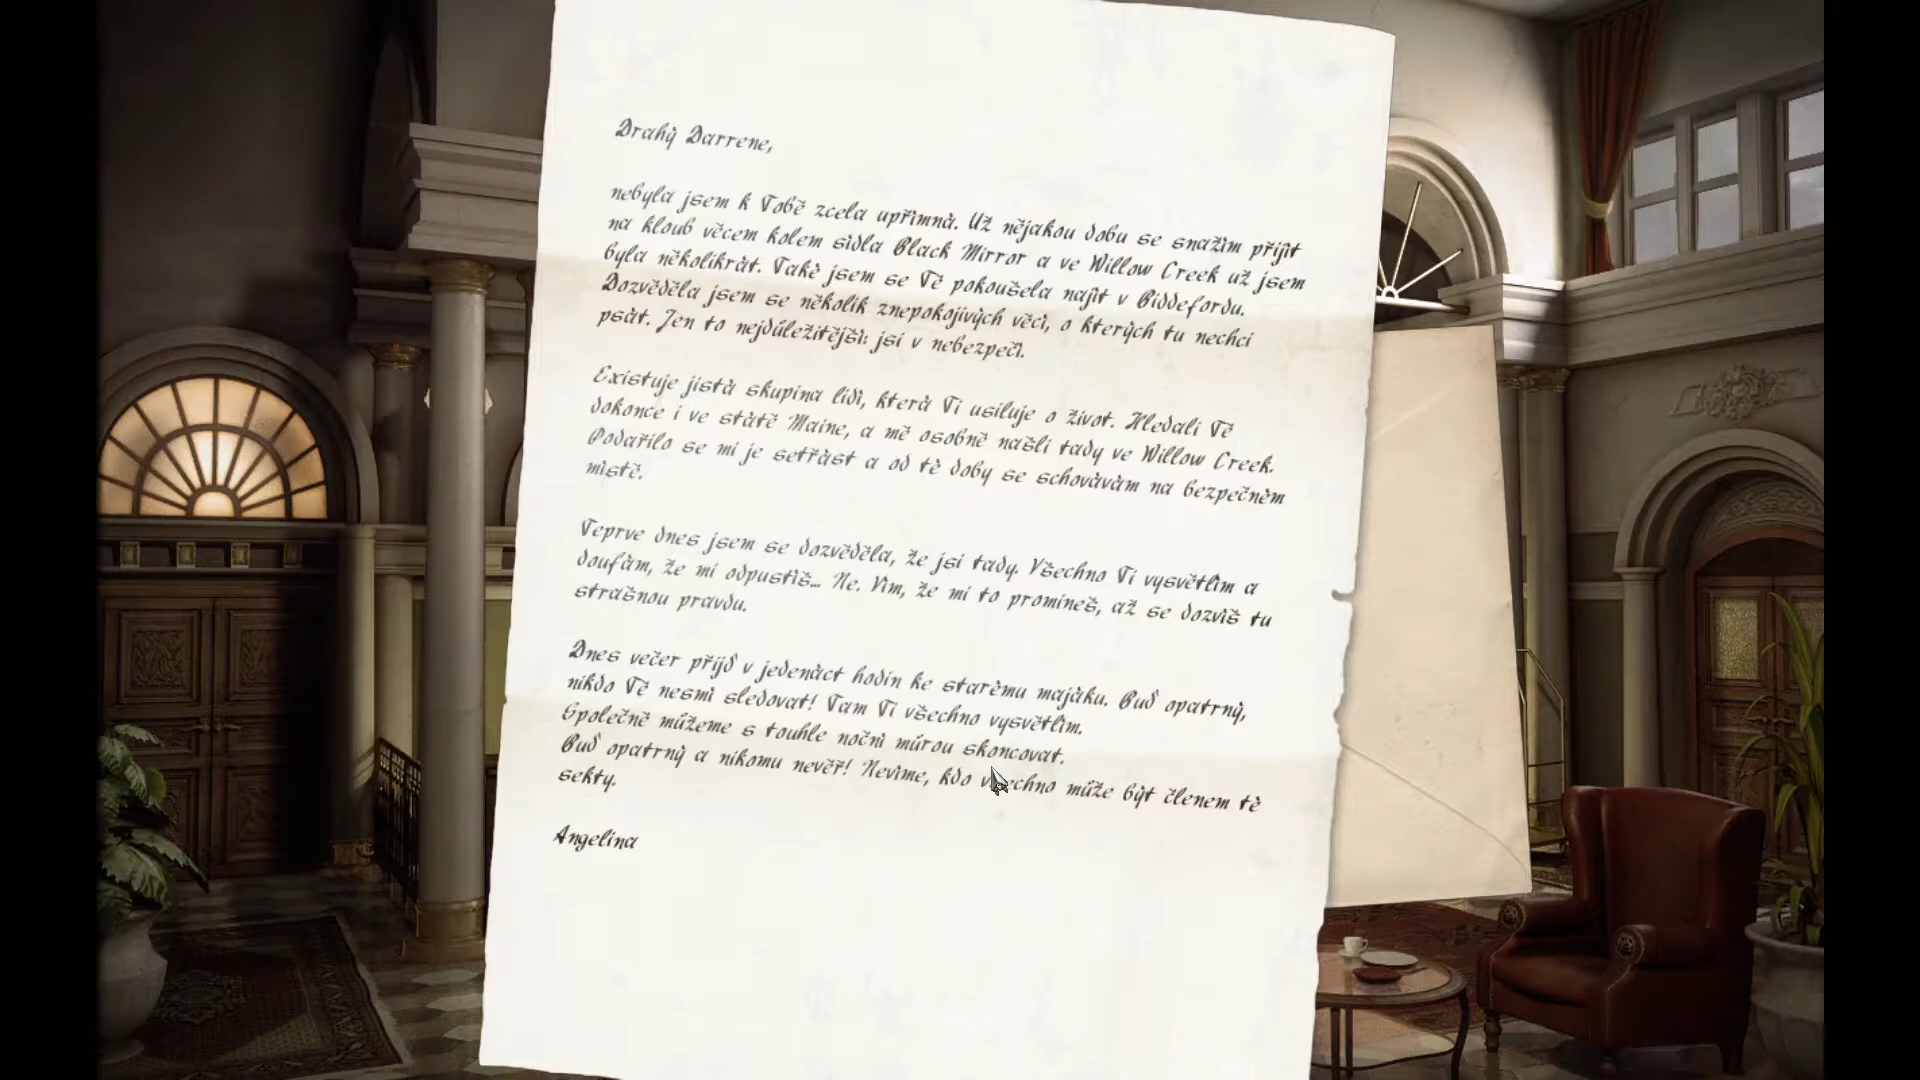 Drahý Darrene,
nebyla jsem k Tobě zcela upřímná. Už nějakou dobu se snažím přijít
na kloub věcem kolem sídla Black Mirror a ve Willow Creek už jsem
byla několikrát. Také jsem se Tě pokoušela najít v Biddefordu.
Dozvěděla jsem se několik znepokojivých věcí, o kterých tu nechci
psát. Jen to nejdůležitější: jsi v nebezpečí.
Existuje jistá skupina lidí, která Ti usiluje o život. Hledali Tě
dokonce i ve státě Maine, a mě osobně našli tady ve Willow Creek.
Podařilo se mi je setřást a od té doby se schovávám na bezpečném
místě.
Teprve dnes jsem se dozvěděla, že jsi tady. Všechno Ti vysvětlím a
doufám, že mi odpustíš... Ne. Vím, že mi to promineš, až se dozvíš tu
strašnou pravdu.
Dnes večer přijď v jedenáct hodin ke starému majáku. Buď opatrný,
nikdo Tě nesmí sledovat! Tam Ti všechno vysvětlím.
Společně můžeme s touhle noční můrou skoncovat.
Buď opatrný a nikomu nevěř! Nevíme, kdo všechno může být členem té
sekty.
Angelina